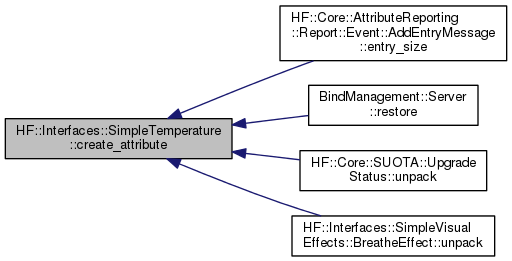 HF::Core::AttributeReporting
::Report::Event::AddEntryMessage
::entry_size
HF::Interfaces::SimpleTemperature
::create_attribute
BindManagement::Server
::restore
HF::Core::SUOTA::Upgrade
Status::unpack
HF::Interfaces::SimpleVisual
Effects::BreatheEffect::unpack